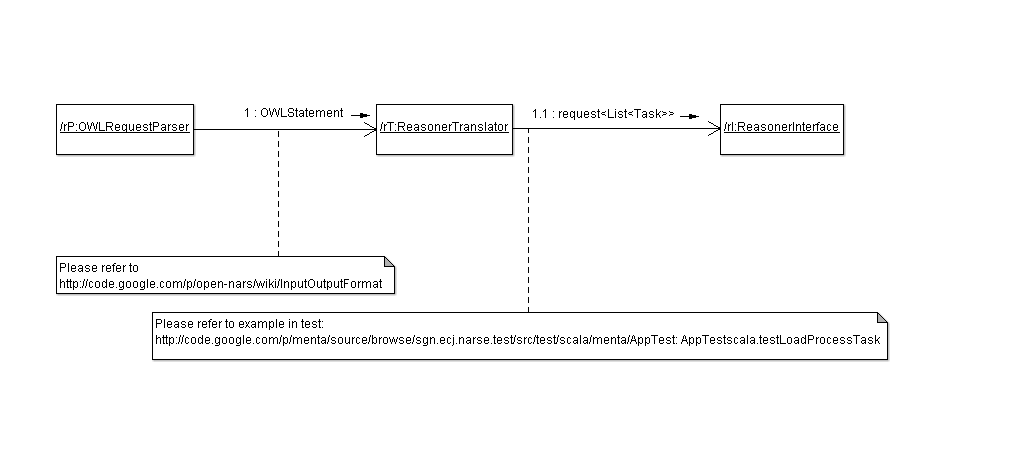 1 : OWLStatement
1.1 : request<List<Task>>
/rP:OWLRequestParser
/rT:ReasonerTranslator
/rI:ReasonerInterface
Please refer to
http://code.google.com/p/open-nars/wiki/InputOutputFormat
Please refer to example in test:
http://code.google.com/p/menta/source/browse/sgn.ecj.narse.test/src/test/scala/menta/AppTest: AppTestscala.testLoadProcessTask